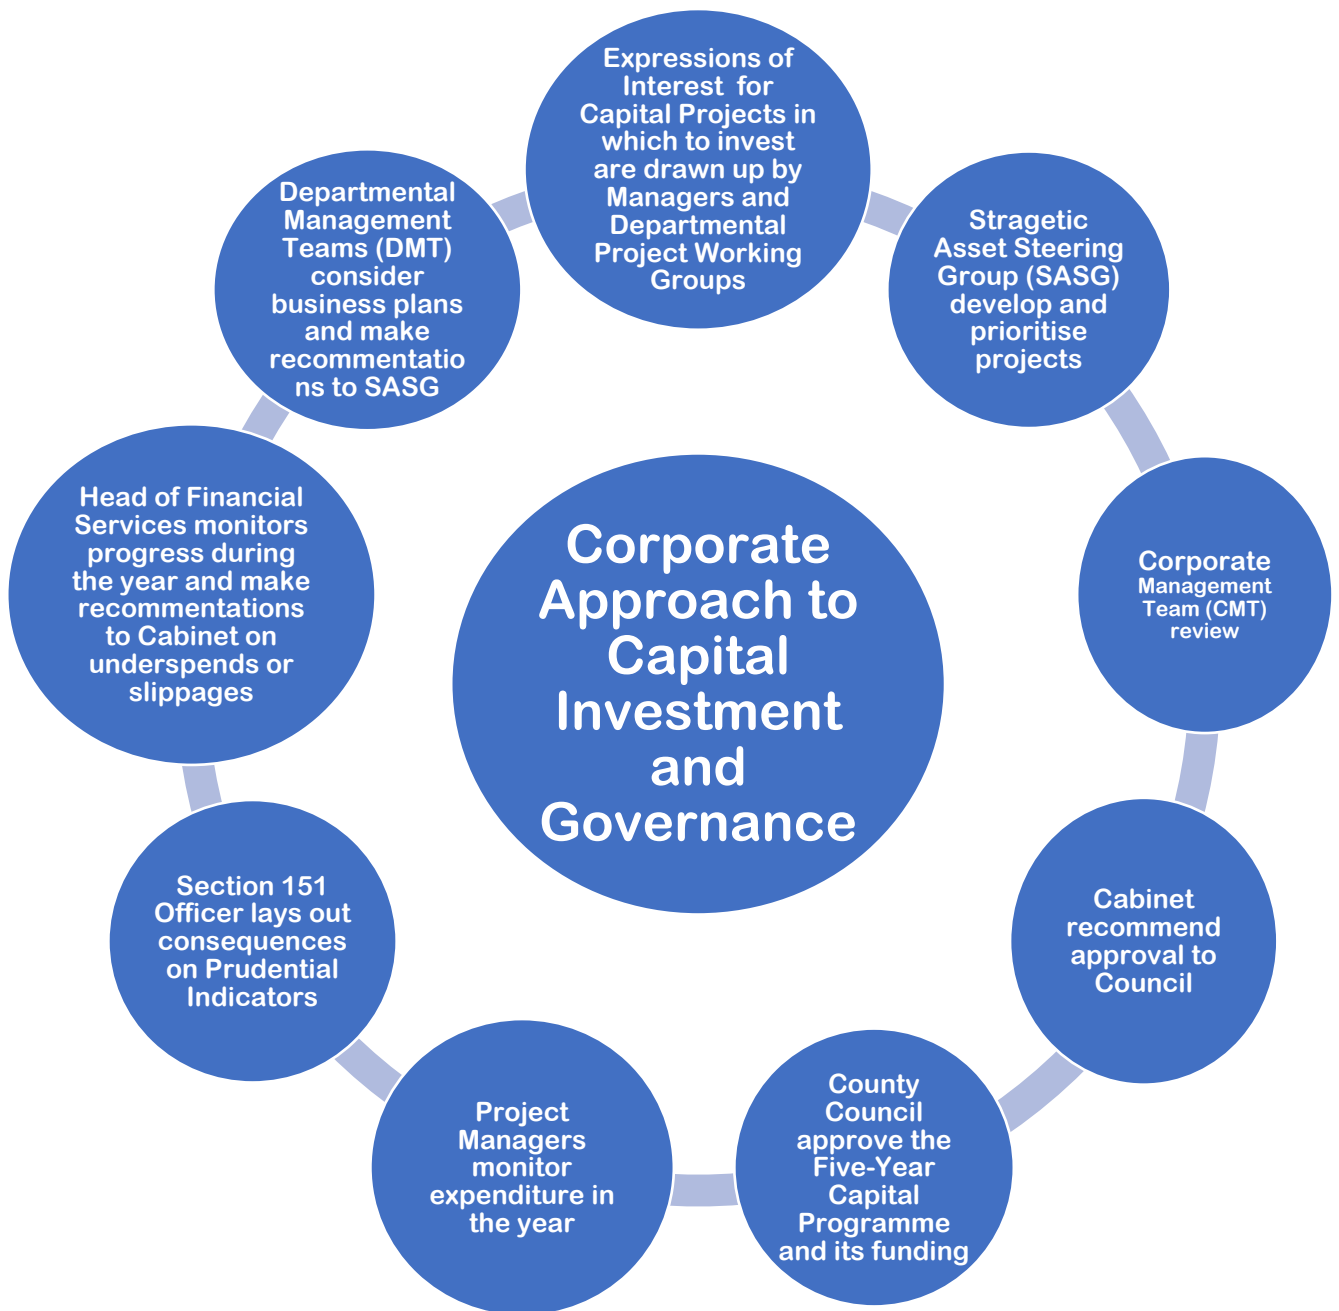 Expressions of
Interest for
Capital Projects in
which to invest
are drawn up by
Managers and
Departmental
Project Working
Groups
Stragetic
Asset Steering
Group (SASG)
develop and
prioritise
projects
Corporate
Management
Team (CMT)
review
Cabinet
recommend
approval to
Council
County
Council
approve the
Five-Year
Capital
Programme
and its funding
Project
Managers
monitor
expenditure in
the year
Section 151
Officer lays out
consequences
on Prudential
Indicators
Head of Financial
Services monitors
progress during
the year and make
recommentations
to Cabinet on
underspends or
slippages
Departmental
Management
Teams (DMT)
consider
business plans
and make
recommentatio
ns to SASG
Corporate
Approach to
Capital
Investment
and
Governance